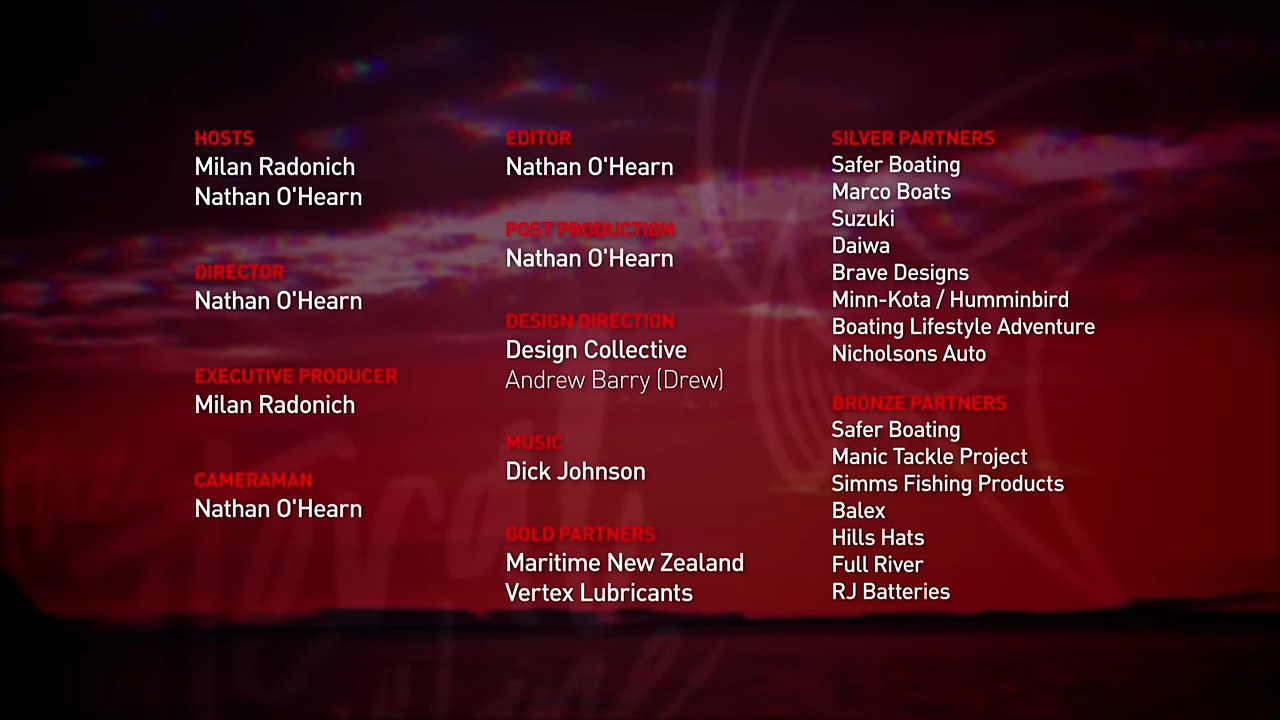 HOSTS
Milan Radonich
Nathan O'Hearn
DIRECTOR
Nathan O'Hearn
EXECUTIVE PRODUCER
Milan Radonich
CAMERAMAN
Nathan O'Hearn
EDITOR
Nathan O'Hearn
POST PRODUCTION
Nathan O'Hearn
DESIGN DIRECTION
Design Collective
Andrew Barry (Drew)
MUSIC
Dick Johnson
GOLD PARTNERS
Maritime New Zealand
Vertex Lubricants
SILVER PARTNERS
Safer Boating
Marco Boats
Suzuki
Daiwa
Brave Designs
Minn-Kota / Humminbird
Boating Lifestyle Adventure
Nicholsons Auto
BRONZE PARTNERS
Safer Boating
Manic Tackle Project
Simms Fishing Products
Balex
Hills Hats
Full River
RJ Batteries